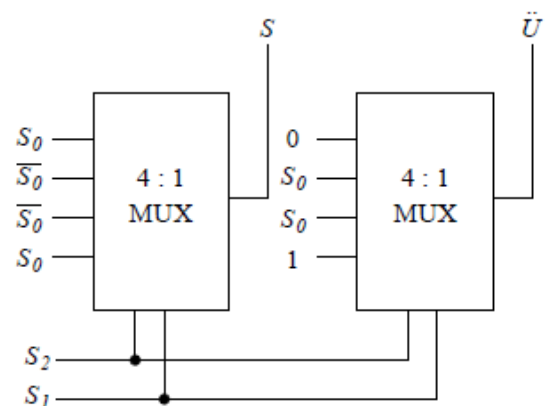 S Ü
S₀ 0
S̅₀ 4 : 1 S₀ 4 : 1
S̅₀ MUX S₀ MUX
S₀ 1
S₂
S₁